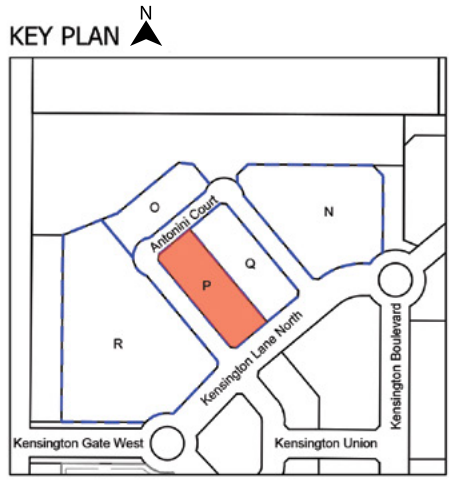 N
KEY PLAN
O
N
Antonini Court
Q
P
R
Kensington Lane North
Kensington Boulevard
Kensington Gate West
Kensington Union